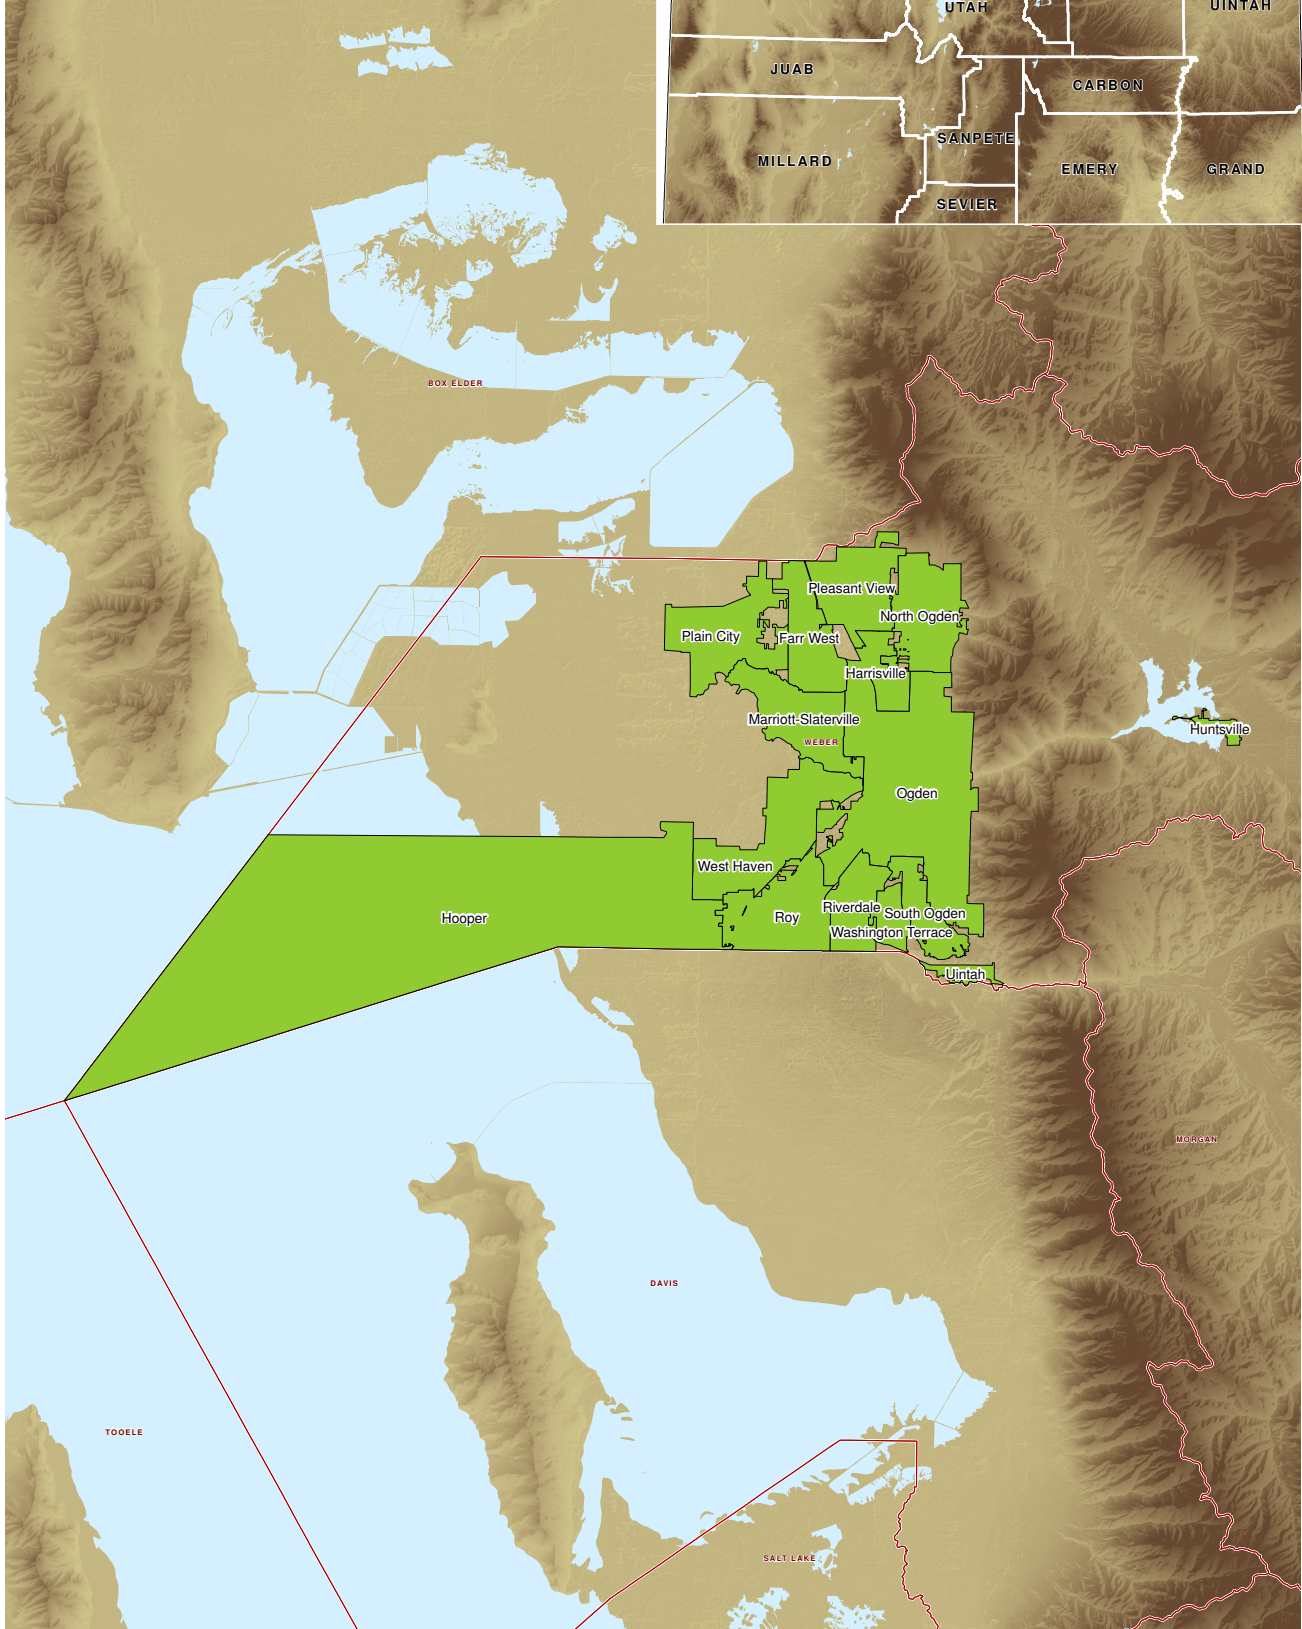 UTAH
UINTAH
JUAB
CARBON
SANPETE
MILLARD
EMERY
GRAND
SEVIER
BOX ELDER
Pleasant View
North Ogden
Plain City
Farr West
Harrisville
Marriott-Slaterville
WEBER
Huntsville
Ogden
West Haven
Hooper
Roy
Riverdale
South Ogden
Washington Terrace
Uintah
MORGAN
DAVIS
TOOELE
SALT LAKE